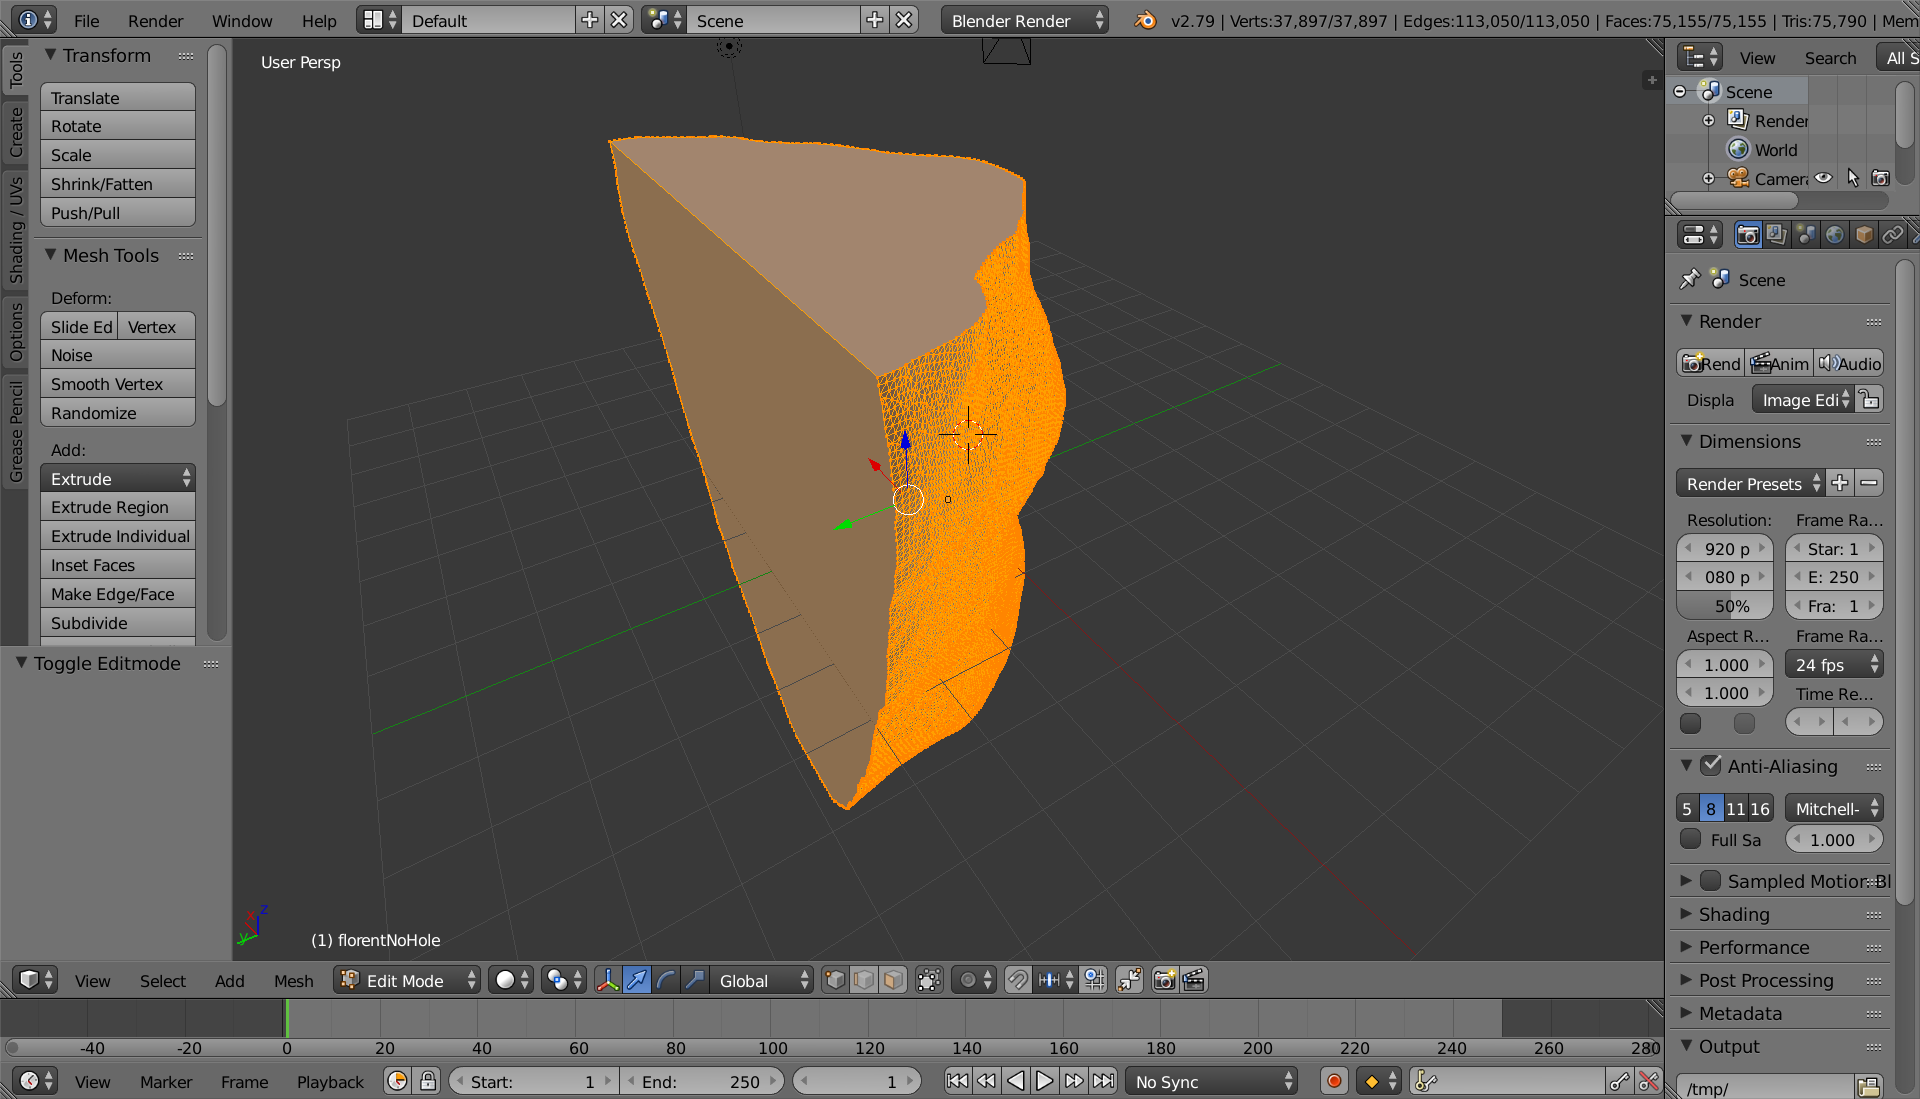 File Render Window Help Default Scene Blender Render v2.79 | Verts:37,897/37,897 | Edges:113,050/113,050 | Faces:75,155/75,155 | Tris:75,790 | Mem
Tools
Create
Shading / UVs
Options
Grease Pencil
Transform
Translate
Rotate
Scale
Shrink/Fatten
Push/Pull
Mesh Tools
Deform:
Slide Ed Vertex
Noise
Smooth Vertex
Randomize
Add:
Extrude
Extrude Region
Extrude Individual
Inset Faces
Make Edge/Face
Subdivide
Toggle Editmode
User Persp
x
y
z
(1) florentNoHole
View Select Add Mesh Edit Mode Global
-40 -20 0 20 40 60 80 100 120 140 160 180 200 220 240 260 280
View Marker Frame Playback Start: 1 End: 250 1 No Sync
View Search All S
Scene
Render
World
Camera
Scene
Render
Rend Anim Audio
Displa Image Edi
Dimensions
Render Presets
Resolution: Frame Ra...
920 p Star: 1
080 p E: 250
50% Fra: 1
Aspect R... Frame Ra...
1.000 24 fps
1.000 Time Re...
Anti-Aliasing
5 8 11 16 Mitchell-
Full Sa 1.000
Sampled Motion Bl
Shading
Performance
Post Processing
Metadata
Output
/tmp/